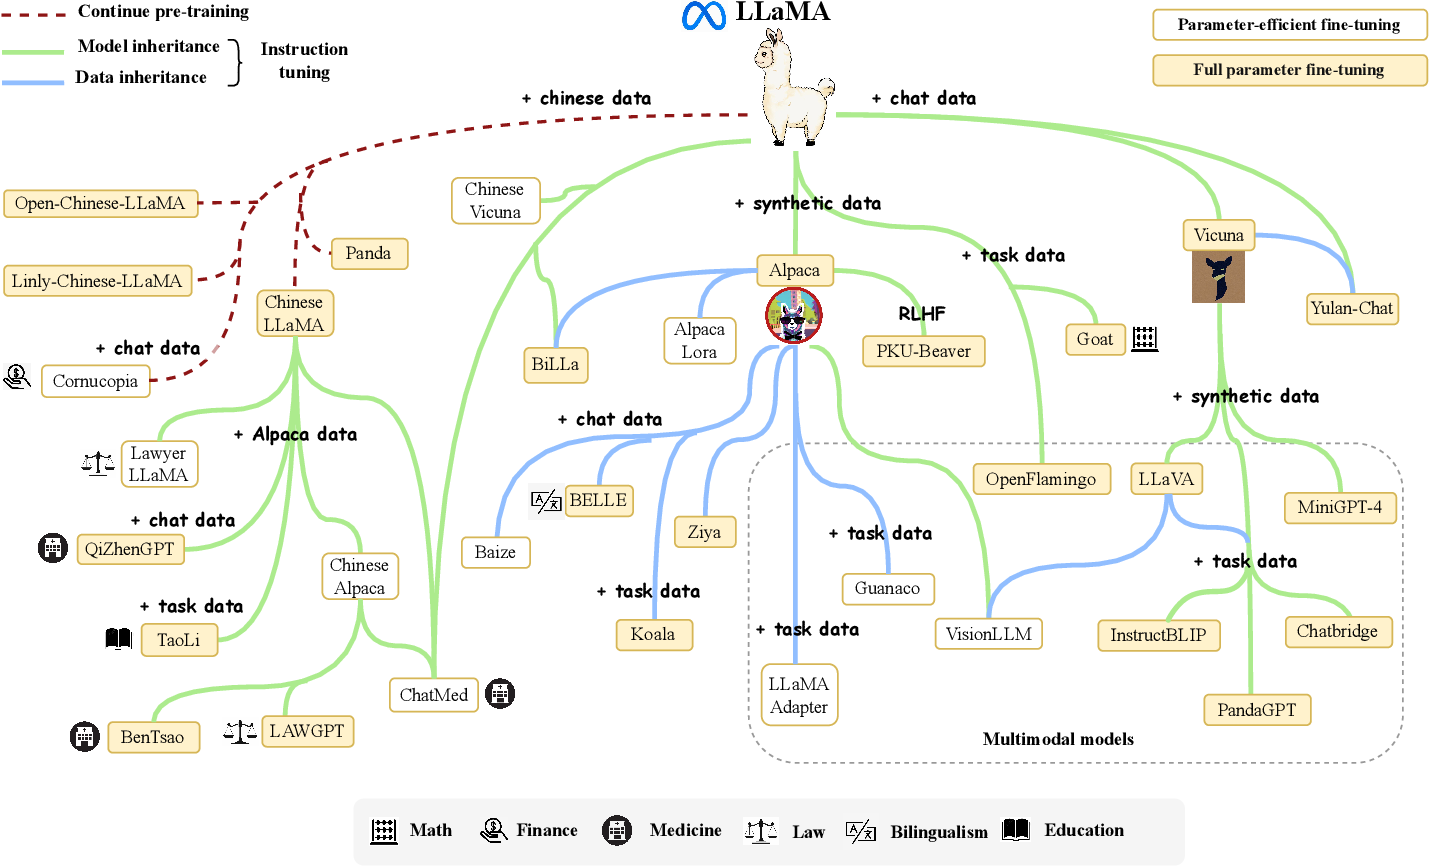 Continue pre-training
Model inheritance
Data inheritance
Instruction
tuning
LLaMA
Parameter-efficient fine-tuning
Full parameter fine-tuning
+ chinese data
+ chat data
Open-Chinese-LLaMA
Linly-Chinese-LLaMA
Panda
Chinese
LLaMA
+ chat data
Cornucopia
Chinese
Vicuna
+ synthetic data
Alpaca
+ task data
Vicuna
Yulan-Chat
BiLLa
Alpaca
Lora
RLHF
PKU-Beaver
Goat
+ Alpaca data
Lawyer
LLaMA
+ chat data
QiZhenGPT
Chinese
Alpaca
+ task data
TaoLi
BenTsao
LAWGPT
ChatMed
+ chat data
Baize
BELLE
Ziya
+ task data
Koala
+ task data
Guanaco
+ task data
LLaMA
Adapter
VisionLLM
OpenFlamingo
+ synthetic data
LLaVA
MiniGPT-4
+ task data
InstructBLIP
Chatbridge
PandaGPT
Multimodal models
Math
Finance
Medicine
Law
Bilingualism
Education